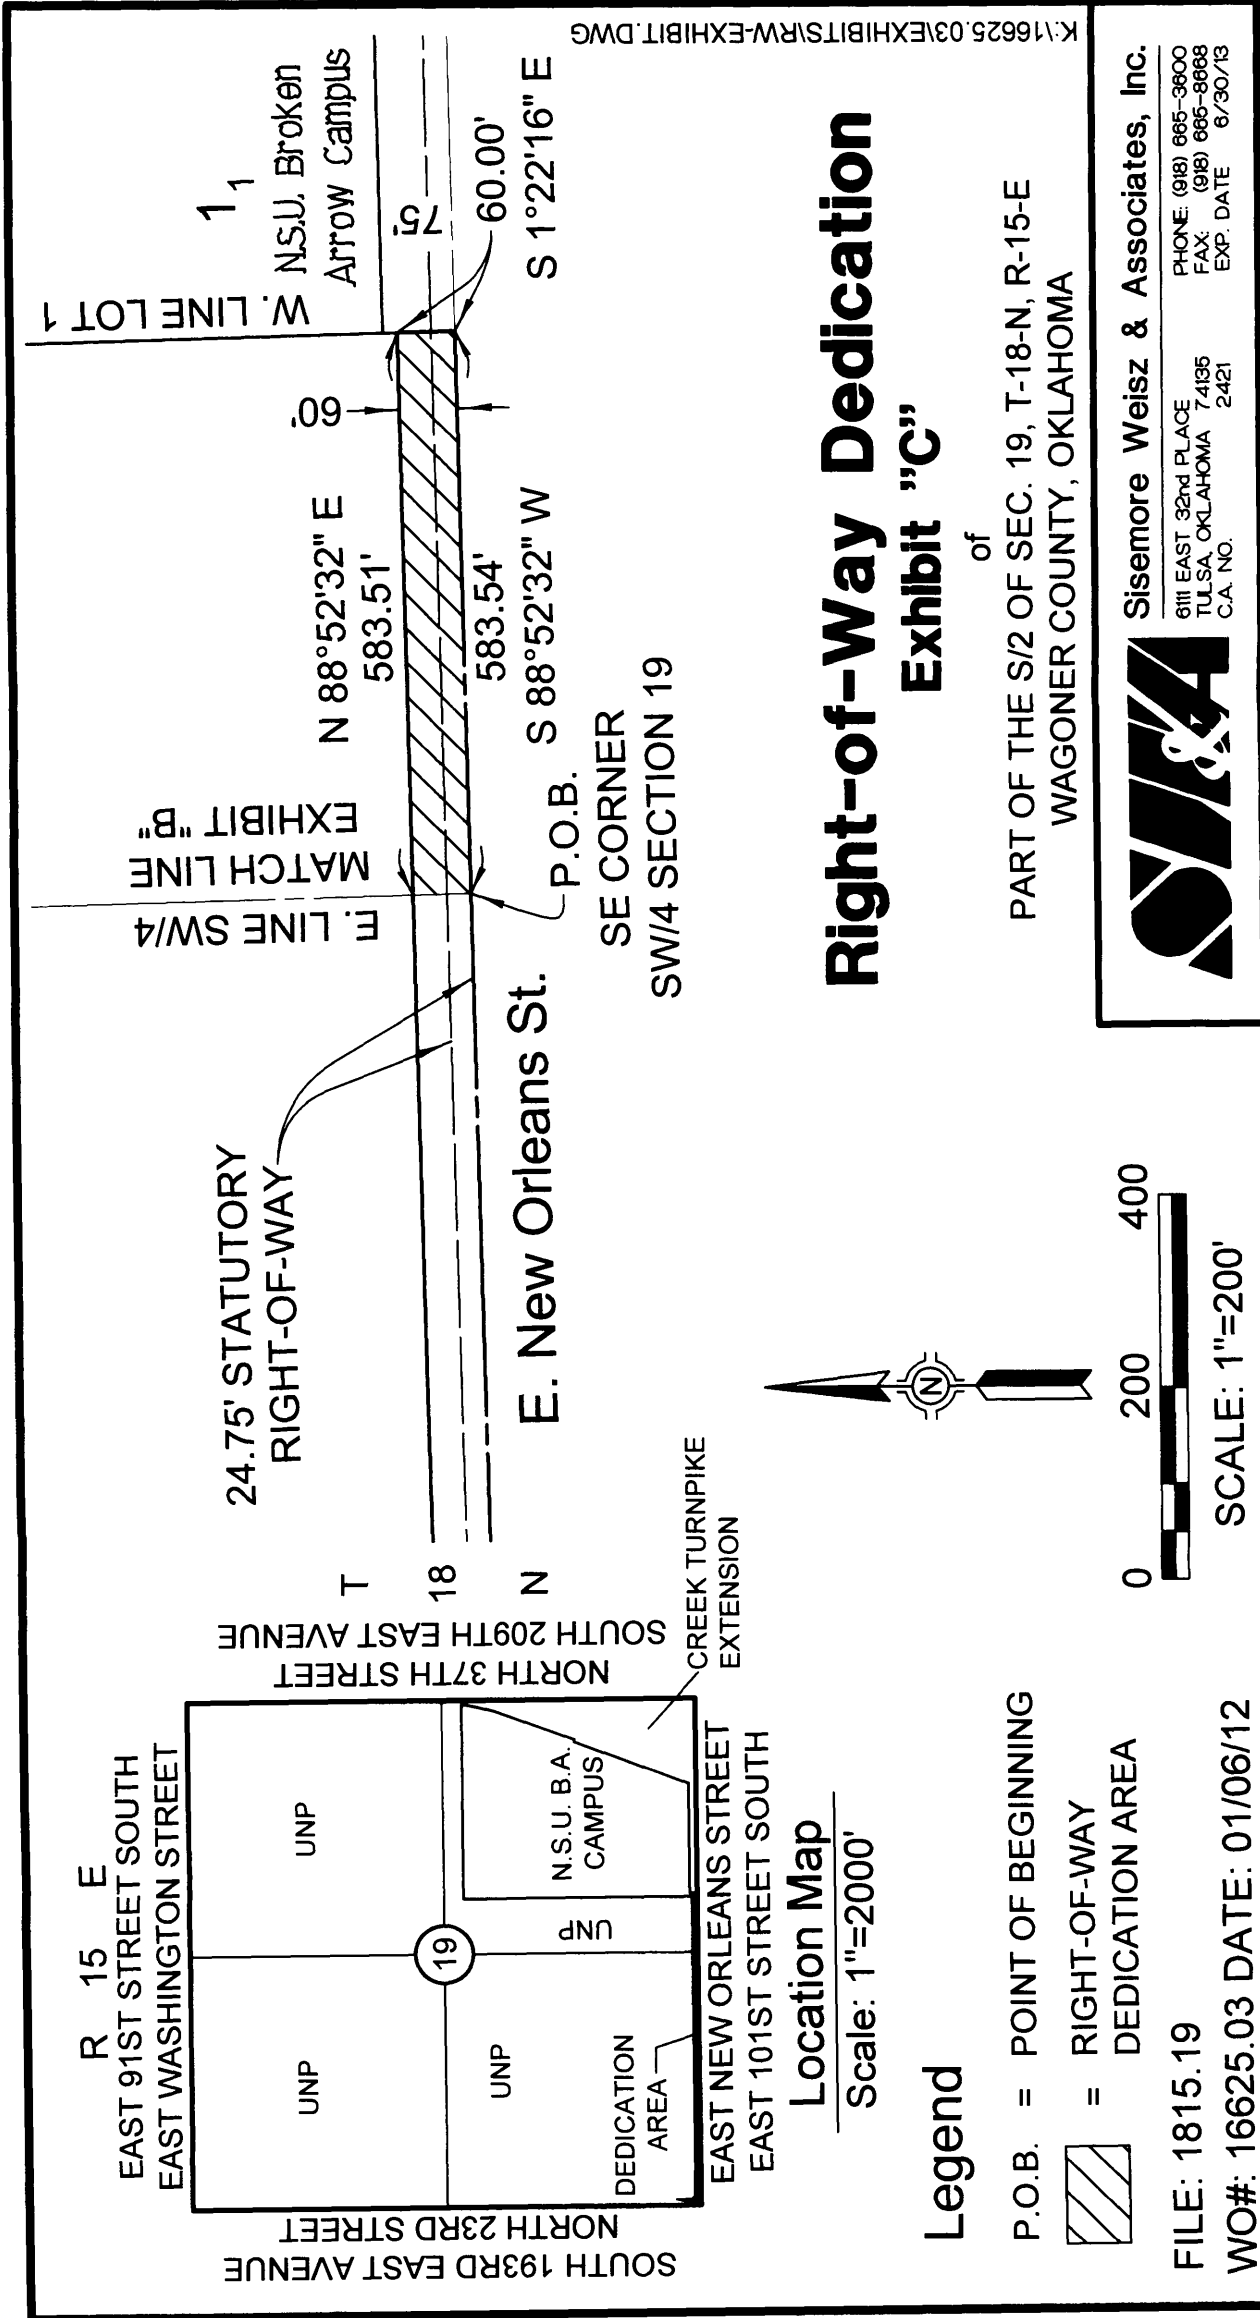 R 15 E
EAST 91ST STREET SOUTH
EAST WASHINGTON STREET
SOUTH 193RD EAST AVENUE
NORTH 23RD STREET
UNP
UNP
19
UNP
UNP
N.S.U. B.A.
CAMPUS
DEDICATION
AREA
NORTH 37TH STREET
SOUTH 209TH EAST AVENUE
T
18
N
CREEK TURNPIKE
EXTENSION
EAST NEW ORLEANS STREET
EAST 101ST STREET SOUTH
Location Map
Scale: 1"=2000'
24.75' STATUTORY
RIGHT-OF-WAY
E. New Orleans St.
E. LINE SW/4
MATCH LINE
EXHIBIT "B"
N 88°52'32" E
583.51'
583.54'
S 88°52'32" W
P.O.B.
SE CORNER
SW/4 SECTION 19
60'
W. LINE LOT 1
1
1
N.S.U. Broken
Arrow Campus
75'
60.00'
S 1°22'16" E
Legend
P.O.B. = POINT OF BEGINNING
= RIGHT-OF-WAY
DEDICATION AREA
FILE: 1815.19
WO#: 16625.03 DATE: 01/06/12
N
0 200 400
SCALE: 1"=200'
Right-of-Way Dedication
Exhibit "C"
of
PART OF THE S/2 OF SEC. 19, T-18-N, R-15-E
WAGONER COUNTY, OKLAHOMA
SW&A
Sisemore Weisz & Associates, Inc.
6111 EAST 32nd PLACE PHONE: (918) 665-3600
TULSA, OKLAHOMA 74135 FAX: (918) 665-8668
C.A. NO. 2421 EXP. DATE 6/30/13
K:\16625.03\EXHIBITS\RW-EXHIBIT.DWG